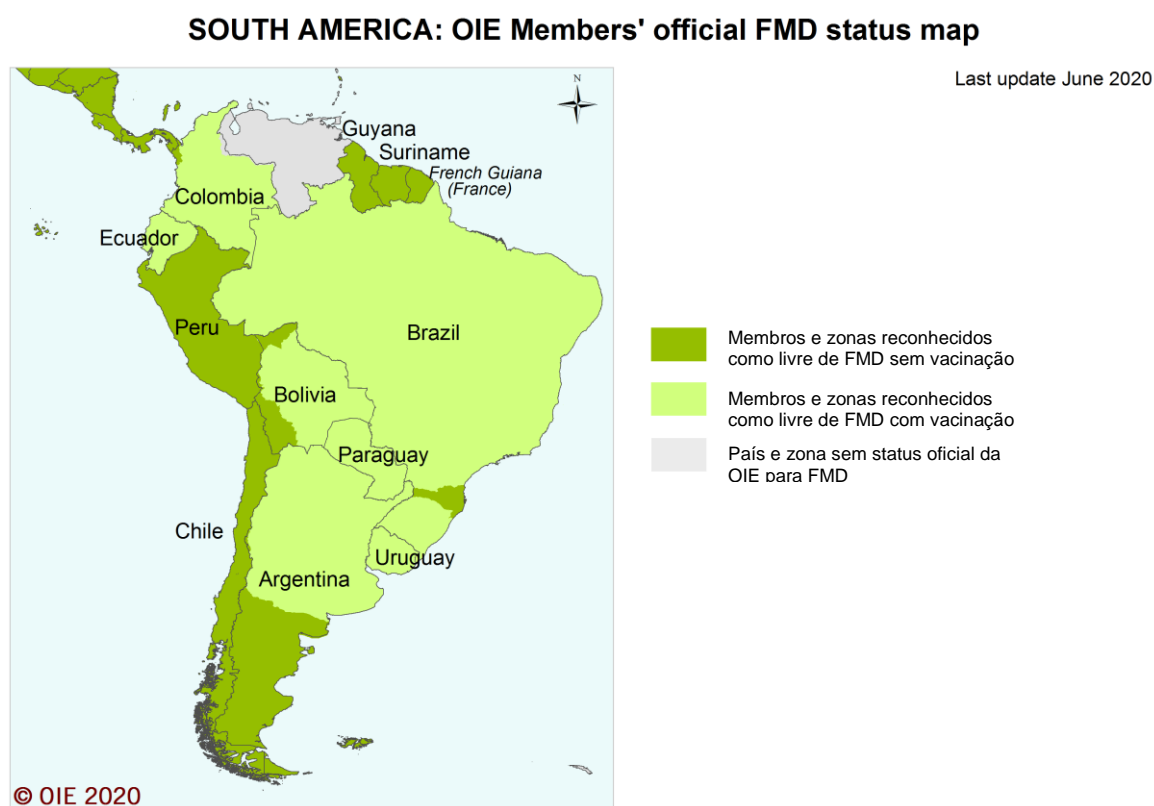 SOUTH AMERICA: OIE Members' official FMD status map
Last update June 2020
N
Guyana
Suriname
French Guiana
(France)
Colombia
Ecuador
Peru
Brazil
Bolivia
Paraguay
Chile
Uruguay
Argentina
Membros e zonas reconhecidos
como livre de FMD sem vacinação
Membros e zonas reconhecidos
como livre de FMD com vacinação
País e zona sem status oficial da
OIE para FMD
© OIE 2020